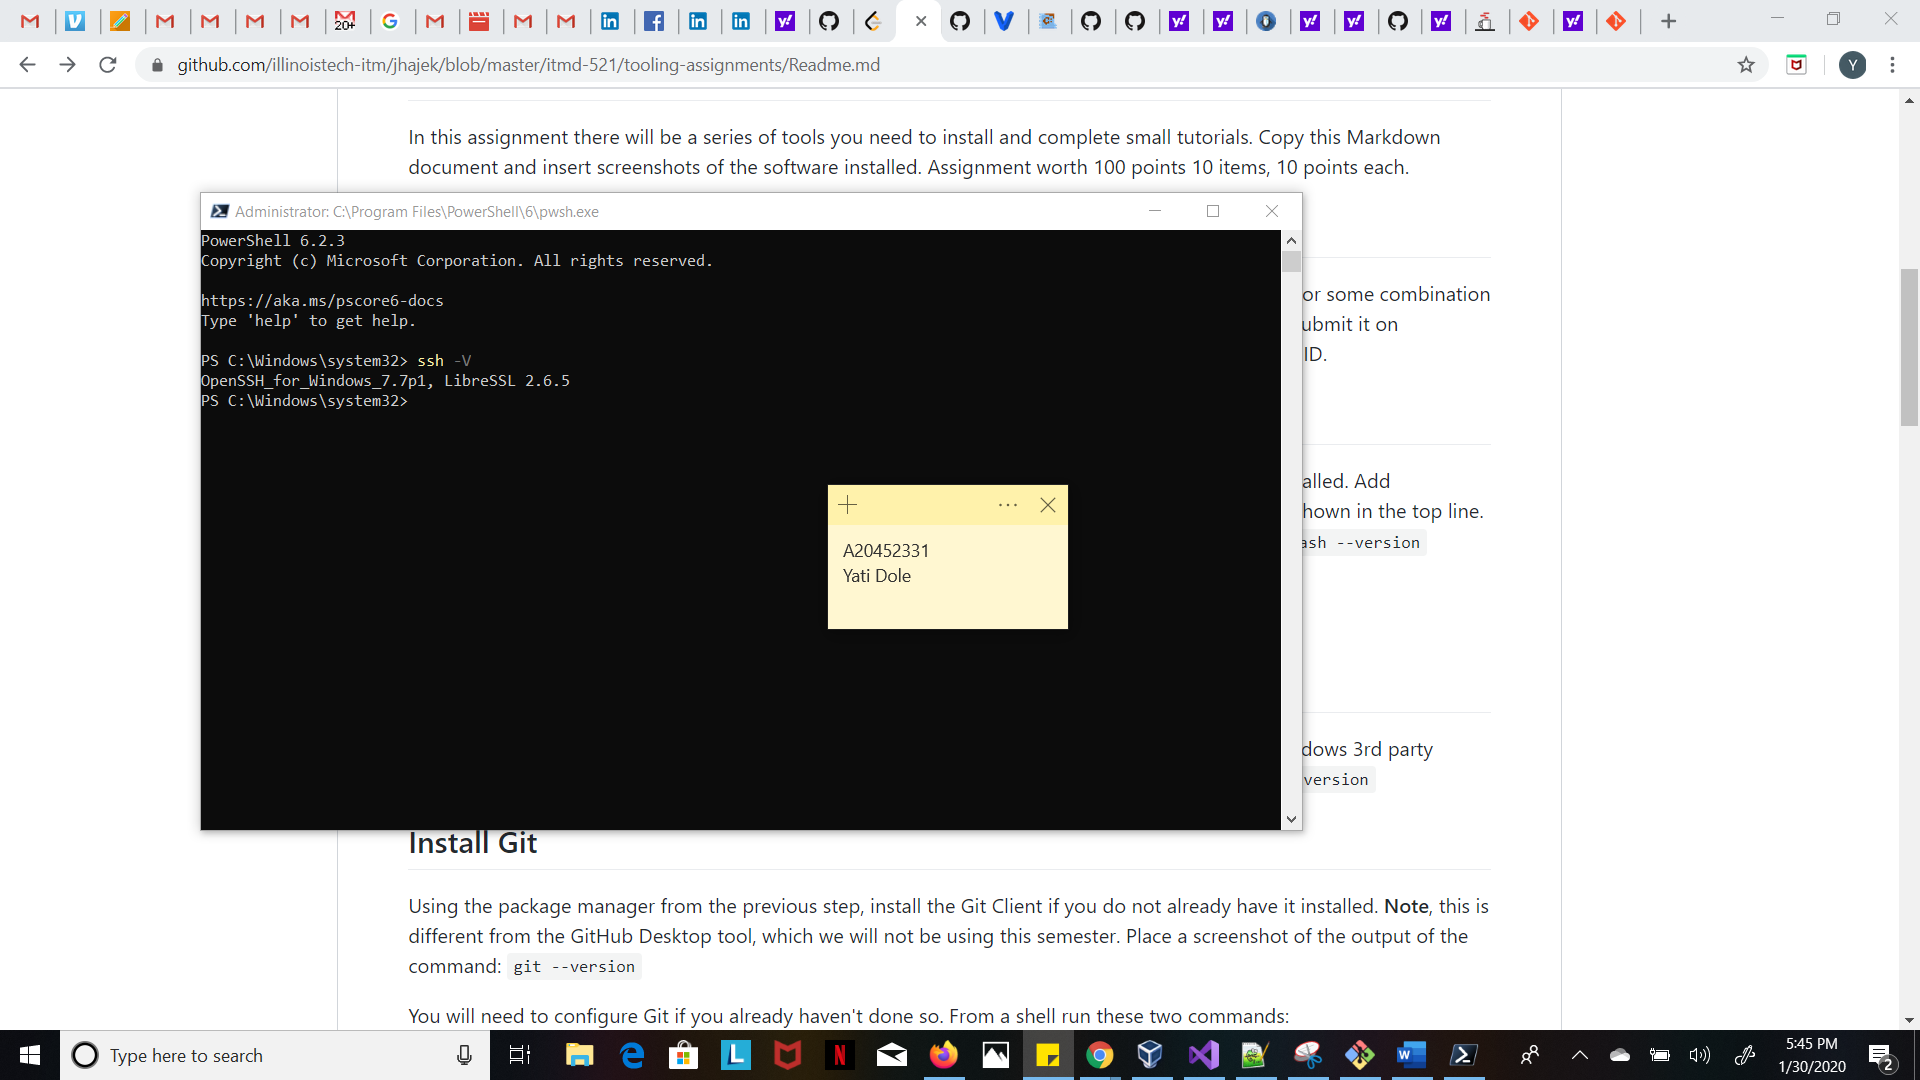 20+
github.com/illinoistech-itm/jhajek/blob/master/itmd-521/tooling-assignments/Readme.md
Y
In this assignment there will be a series of tools you need to install and complete small tutorials. Copy this Markdown
document and insert screenshots of the software installed. Assignment worth 100 points 10 items, 10 points each.
Administrator: C:\Program Files\PowerShell\6\pwsh.exe
PowerShell 6.2.3
Copyright (c) Microsoft Corporation. All rights reserved.
https://aka.ms/pscore6-docs
Type 'help' to get help.
PS C:\Windows\system32> ssh -V
OpenSSH_for_Windows_7.7p1, LibreSSL 2.6.5
PS C:\Windows\system32>
or some combination
ubmit it on
ID.
alled. Add
hown in the top line.
ash --version
A20452331
Yati Dole
dows 3rd party
version
Install Git
Using the package manager from the previous step, install the Git Client if you do not already have it installed. Note, this is
different from the GitHub Desktop tool, which we will not be using this semester. Place a screenshot of the output of the
command: git --version
You will need to configure Git if you already haven't done so. From a shell run these two commands:
Type here to search
5:45 PM
1/30/2020
2